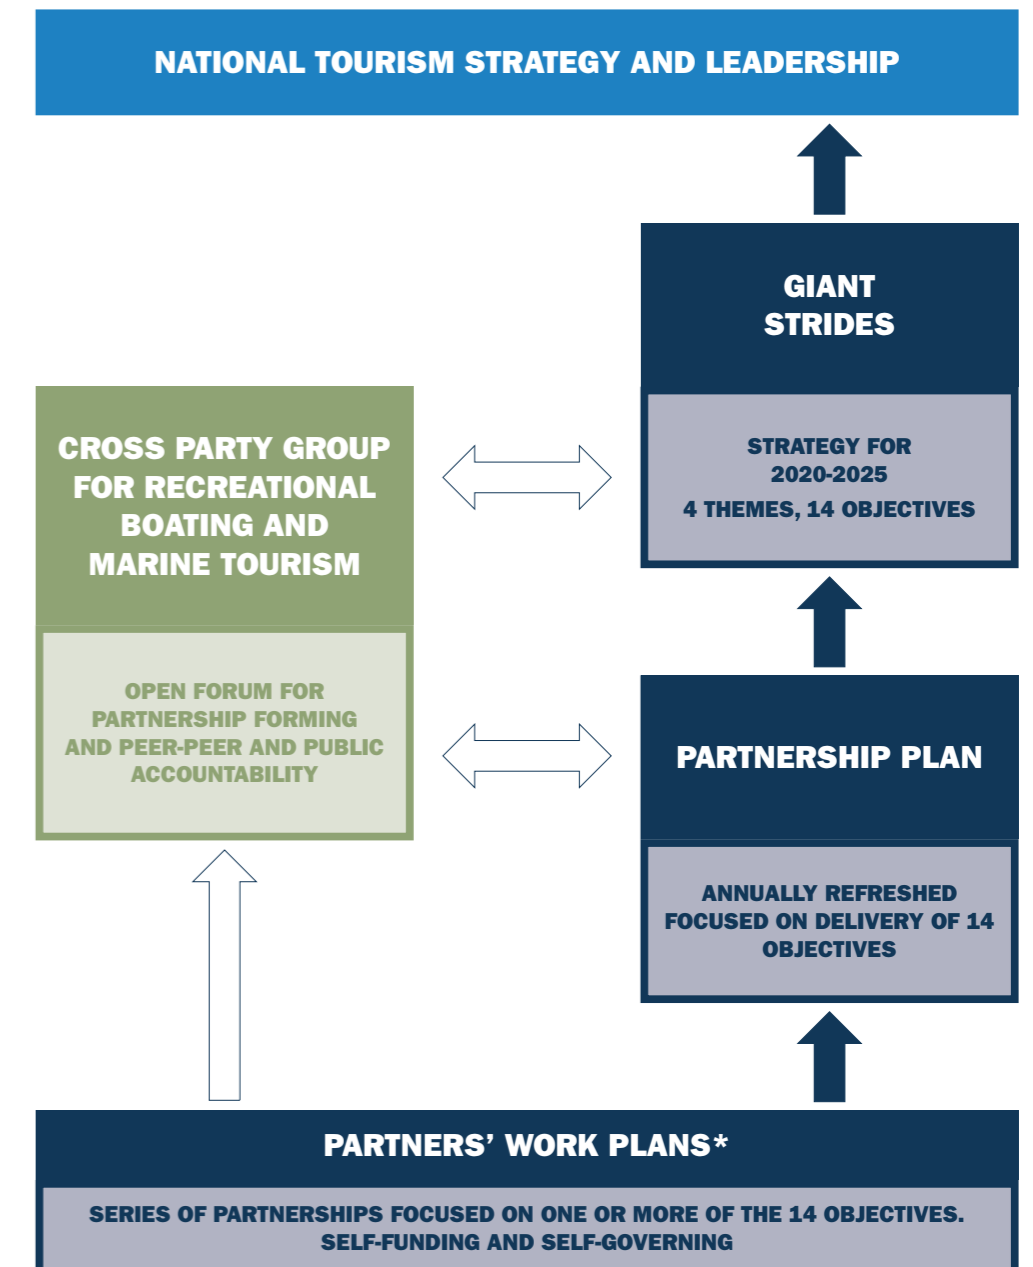 NATIONAL TOURISM STRATEGY AND LEADERSHIP
GIANT
STRIDES
STRATEGY FOR
2020-2025
4 THEMES, 14 OBJECTIVES
CROSS PARTY GROUP
FOR RECREATIONAL
BOATING AND
MARINE TOURISM
OPEN FORUM FOR
PARTNERSHIP FORMING
AND PEER-PEER AND PUBLIC
ACCOUNTABILITY
PARTNERSHIP PLAN
ANNUALLY REFRESHED
FOCUSED ON DELIVERY OF 14
OBJECTIVES
PARTNERS’ WORK PLANS*
SERIES OF PARTNERSHIPS FOCUSED ON ONE OR MORE OF THE 14 OBJECTIVES.
SELF-FUNDING AND SELF-GOVERNING